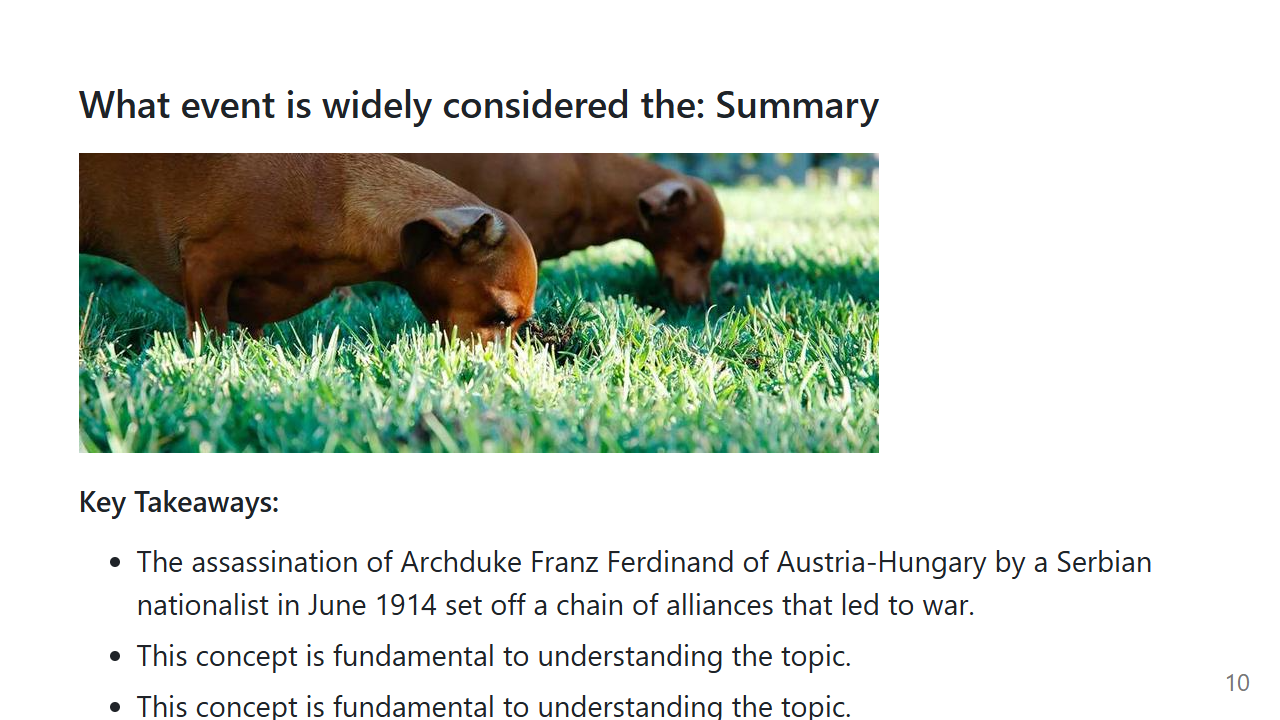 What event is widely considered the: Summary
Key Takeaways:
The assassination of Archduke Franz Ferdinand of Austria-Hungary by a Serbian
nationalist in June 1914 set off a chain of alliances that led to war.
This concept is fundamental to understanding the topic.
This concept is fundamental to understanding the topic.
10